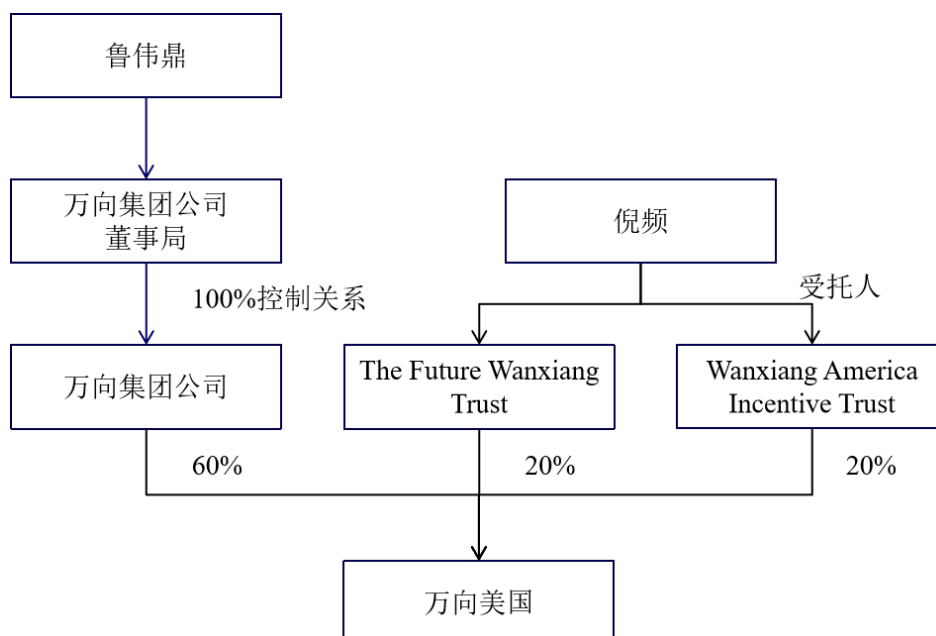 鲁伟鼎
万向集团公司
董事局
倪频
100%控制关系
受托人
万向集团公司
The Future Wanxiang
Trust
Wanxiang America
Incentive Trust
60%
20%
20%
万向美国